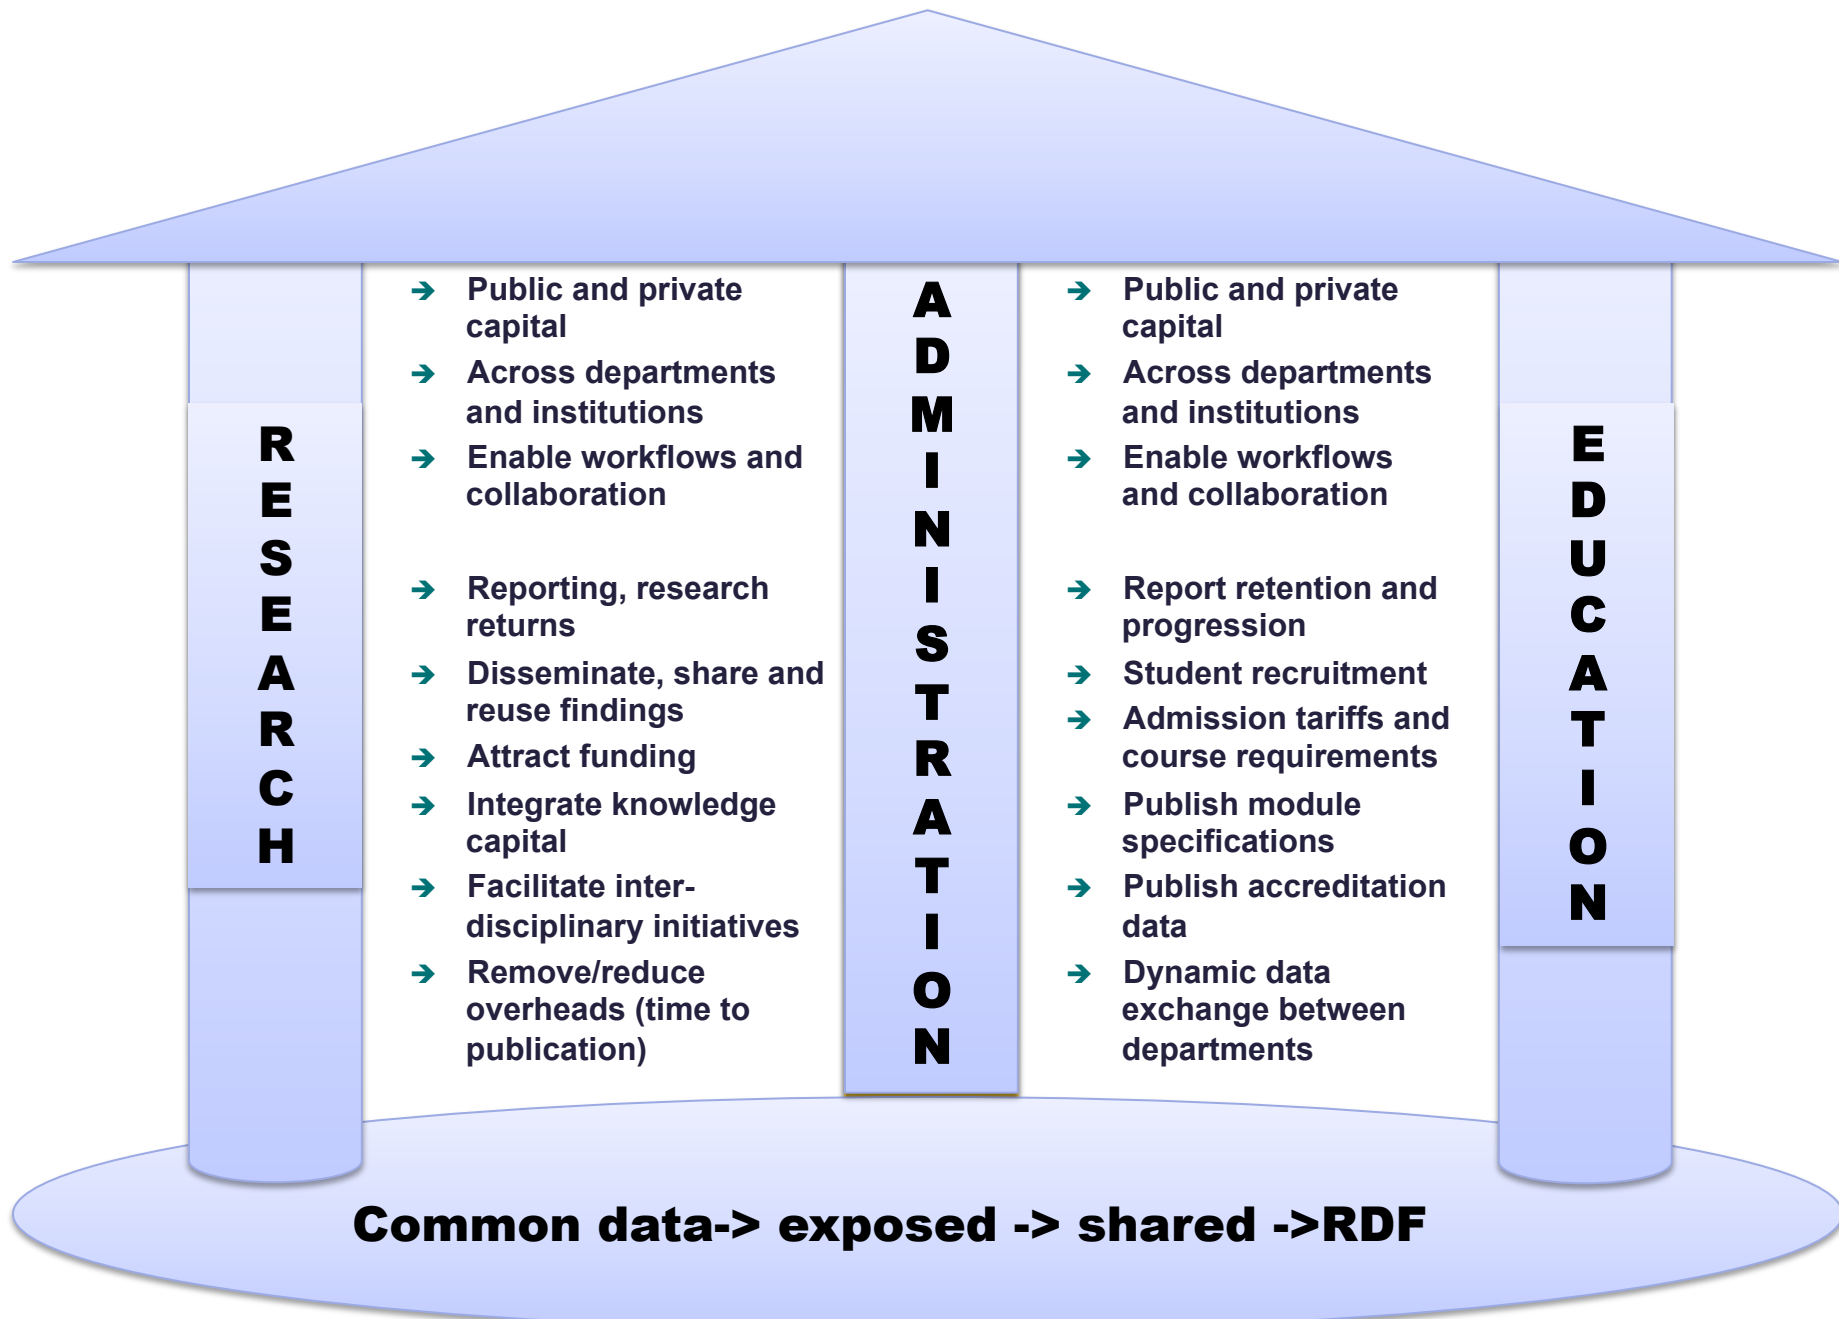 RESEARCH
➔ Public and private
capital
➔ Across departments
and institutions
➔ Enable workflows and
collaboration
➔ Reporting, research
returns
➔ Disseminate, share and
reuse findings
➔ Attract funding
➔ Integrate knowledge
capital
➔ Facilitate inter-
disciplinary initiatives
➔ Remove/reduce
overheads (time to
publication)
ADMINISTRATION
➔ Public and private
capital
➔ Across departments
and institutions
➔ Enable workflows
and collaboration
➔ Report retention and
progression
➔ Student recruitment
➔ Admission tariffs and
course requirements
➔ Publish module
specifications
➔ Publish accreditation
data
➔ Dynamic data
exchange between
departments
EDUCATION
Common data-> exposed -> shared ->RDF